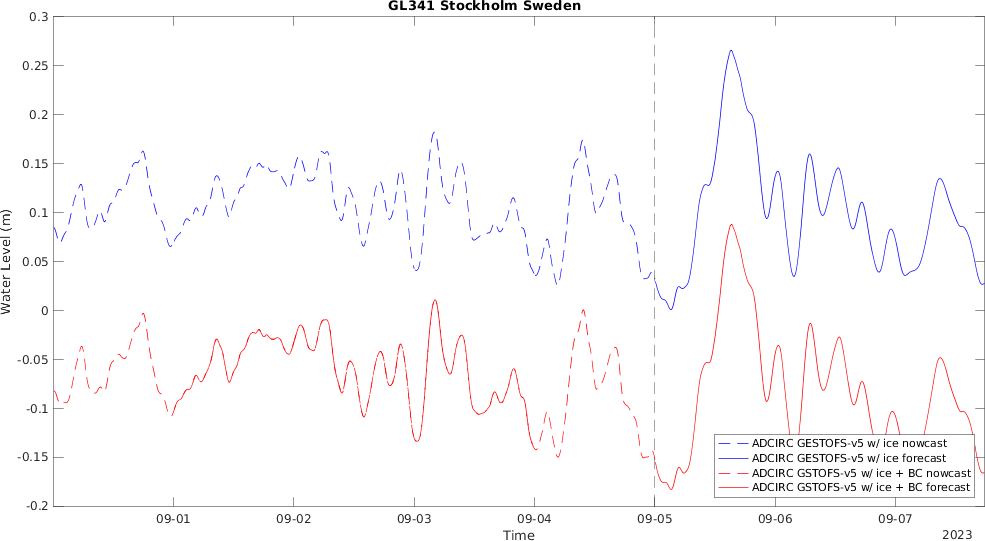 GL341 Stockholm Sweden
0.3
0.25
0.2
0.15
0.1
0.05
0
-0.05
-0.1
-0.15
-0.2
Water Level (m)
ADCIRC GESTOFS-v5 w/ ice nowcast
ADCIRC GESTOFS-v5 w/ ice forecast
ADCIRC GSTOFS-v5 w/ ice + BC nowcast
ADCIRC GSTOFS-v5 w/ ice + BC forecast
09-01 09-02 09-03 09-04 09-05 09-06 09-07
Time
2023